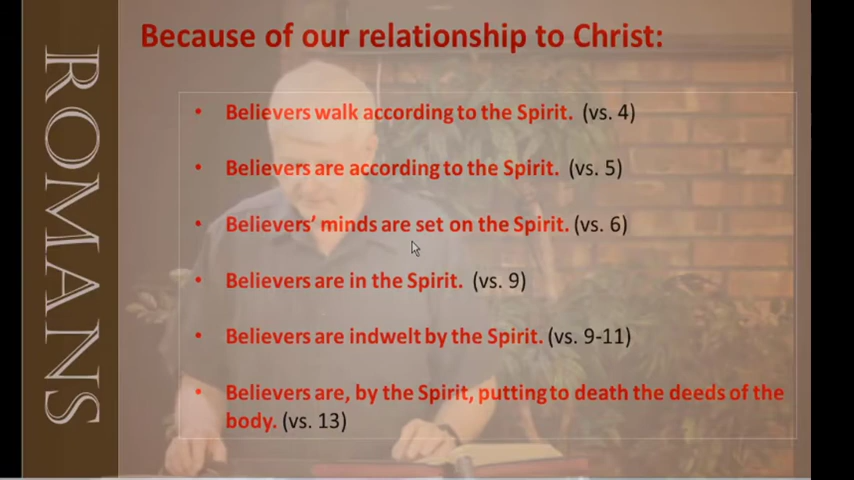 ROMANS
Because of our relationship to Christ:
• Believers walk according to the Spirit. (vs. 4)
• Believers are according to the Spirit. (vs. 5)
• Believers’ minds are set on the Spirit. (vs. 6)
• Believers are in the Spirit. (vs. 9)
• Believers are indwelt by the Spirit. (vs. 9-11)
• Believers are, by the Spirit, putting to death the deeds of the
body. (vs. 13)